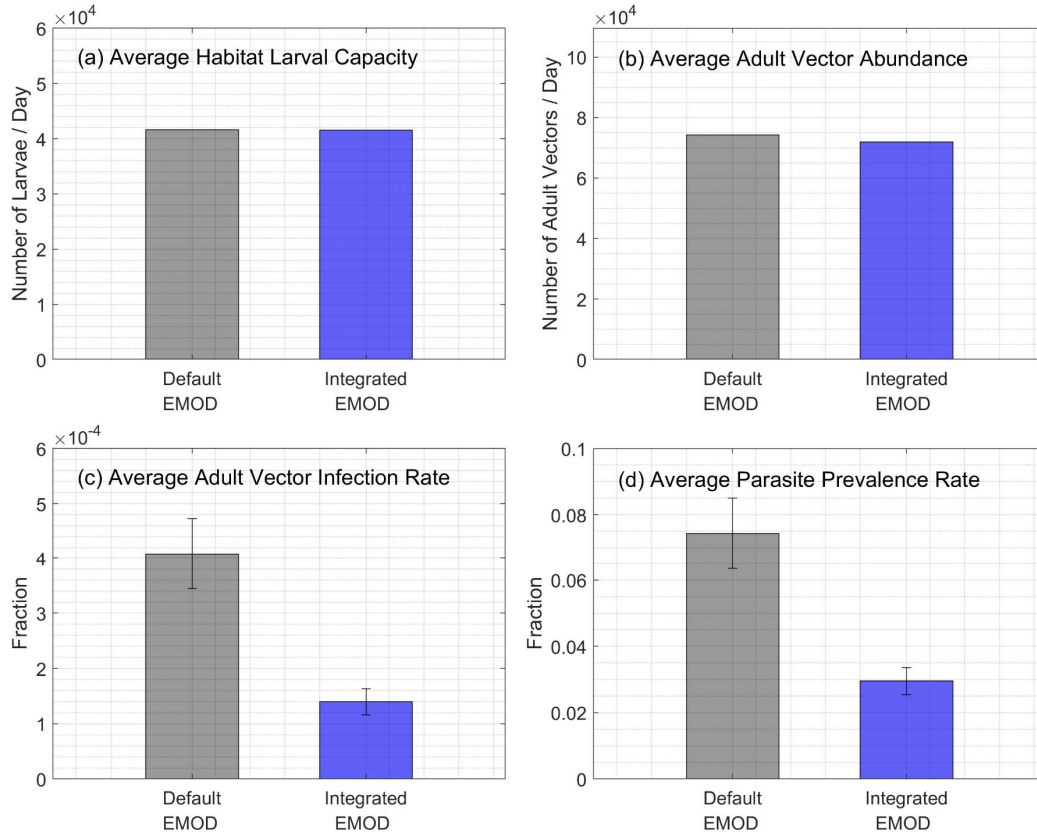 ×10⁴
(a) Average Habitat Larval Capacity
Number of Larvae / Day
6
5
4
3
2
1
0
Default EMOD
Integrated EMOD
×10⁴
(b) Average Adult Vector Abundance
Number of Adult Vectors / Day
10
8
6
4
2
0
Default EMOD
Integrated EMOD
×10⁻⁴
(c) Average Adult Vector Infection Rate
Fraction
6
5
4
3
2
1
0
Default EMOD
Integrated EMOD
(d) Average Parasite Prevalence Rate
Fraction
0.1
0.08
0.06
0.04
0.02
0
Default EMOD
Integrated EMOD